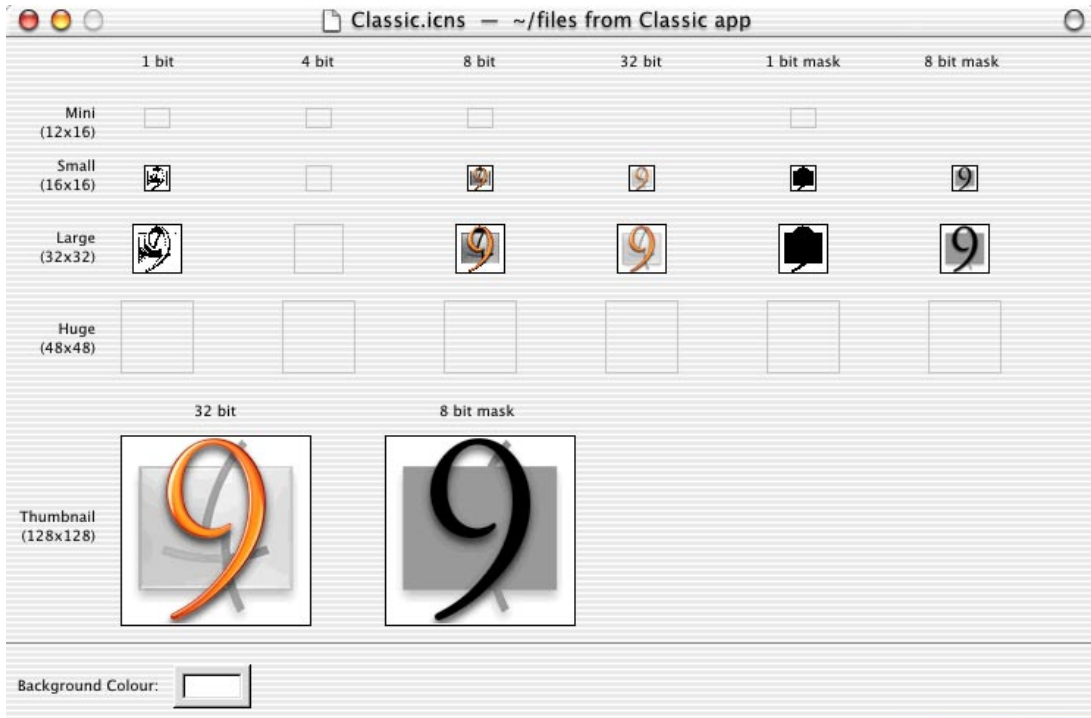 Classic.icns — ~/files from Classic app
1 bit 4 bit 8 bit 32 bit 1 bit mask 8 bit mask
Mini
(12x16)
Small
(16x16)
Large
(32x32)
Huge
(48x48)
32 bit 8 bit mask
Thumbnail
(128x128)
Background Colour: